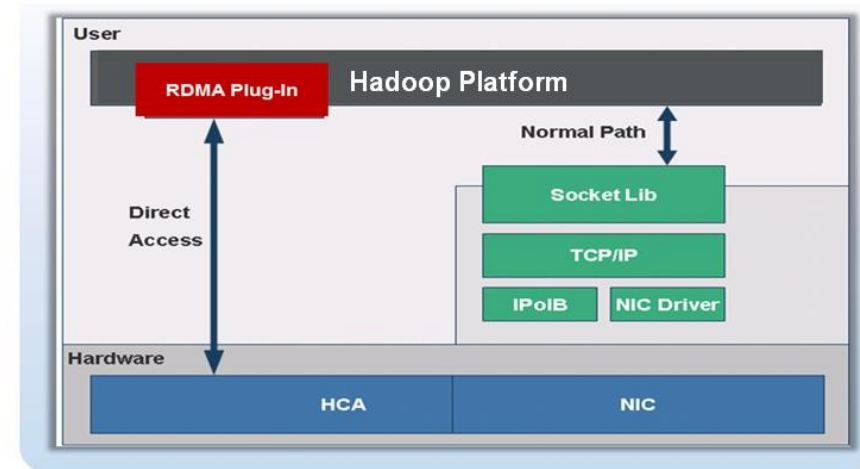 User
RDMA Plug-In
Hadoop Platform
Normal Path
Socket Lib
Direct
Access
TCP/IP
IPoIB
NIC Driver
Hardware
HCA
NIC